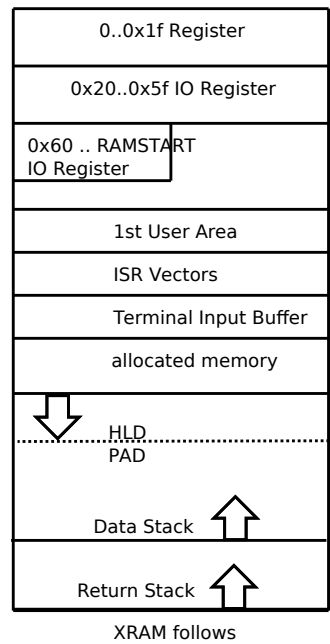 0..0x1f Register
0x20..0x5f IO Register
0x60 .. RAMSTART
IO Register
1st User Area
ISR Vectors
Terminal Input Buffer
allocated memory
HLD
PAD
Data Stack
Return Stack
XRAM follows